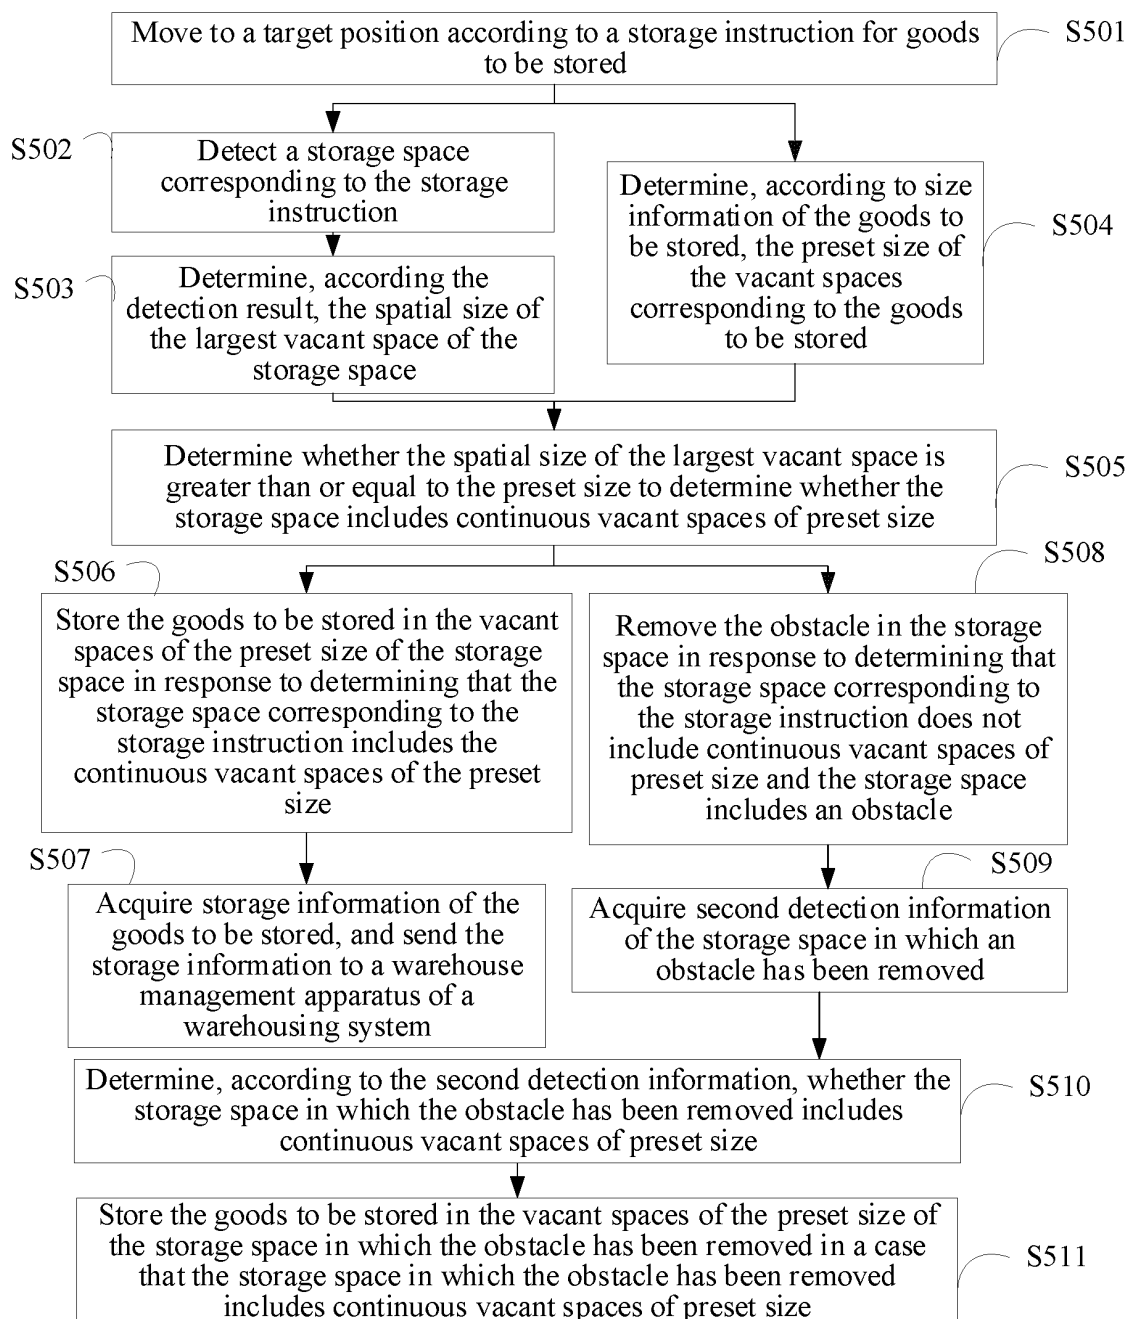 Move to a target position according to a storage instruction for goods
to be stored
S501
S502
Detect a storage space
corresponding to the storage
instruction
S503
Determine, according the
detection result, the spatial size of
the largest vacant space of the
storage space
Determine, according to size
information of the goods to
be stored, the preset size of
the vacant spaces
corresponding to the goods
to be stored
S504
Determine whether the spatial size of the largest vacant space is
greater than or equal to the preset size to determine whether the
storage space includes continuous vacant spaces of preset size
S505
S506
Store the goods to be stored in the vacant
spaces of the preset size of the storage
space in response to determining that the
storage space corresponding to the
storage instruction includes the
continuous vacant spaces of the preset
size
S508
Remove the obstacle in the storage
space in response to determining that
the storage space corresponding to
the storage instruction does not
include continuous vacant spaces of
preset size and the storage space
includes an obstacle
S507
Acquire storage information of the
goods to be stored, and send the
storage information to a warehouse
management apparatus of a
warehousing system
S509
Acquire second detection information
of the storage space in which an
obstacle has been removed
Determine, according to the second detection information, whether the
storage space in which the obstacle has been removed includes
continuous vacant spaces of preset size
S510
Store the goods to be stored in the vacant spaces of the preset size of
the storage space in which the obstacle has been removed in a case
that the storage space in which the obstacle has been removed
includes continuous vacant spaces of preset size
S511